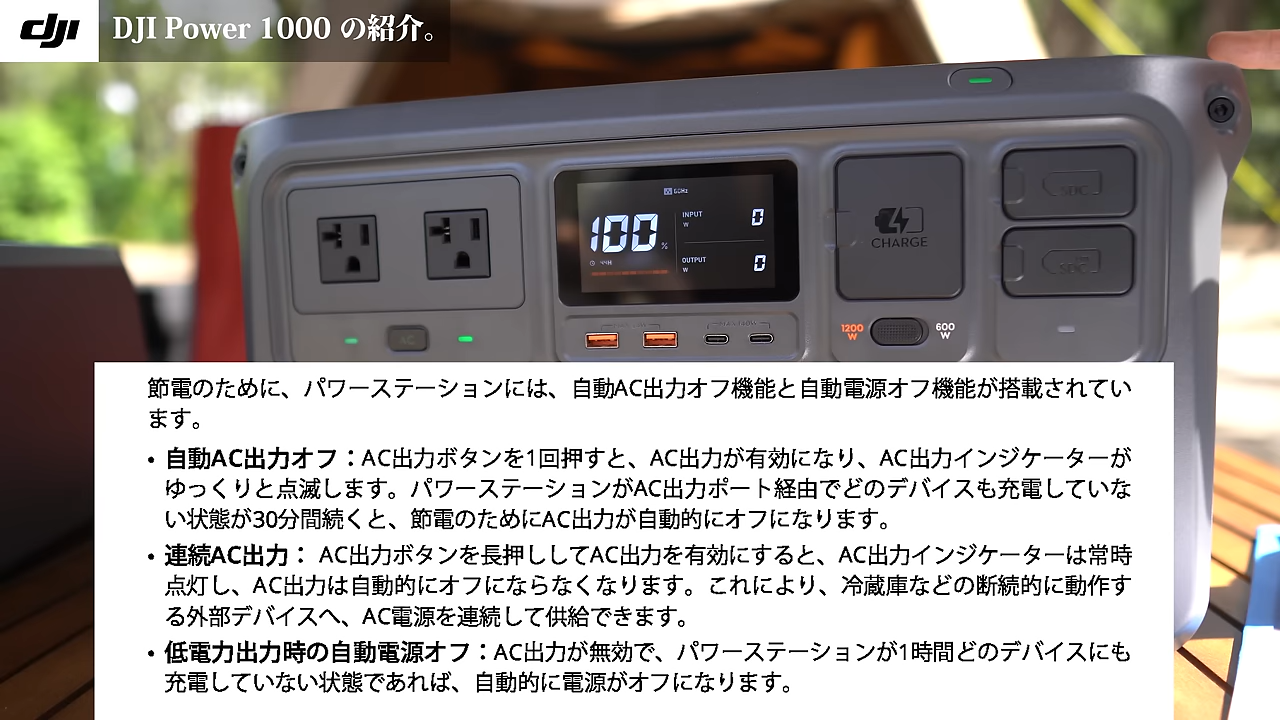 dji
DJI Power 1000 の紹介。
60Hz
100 %
INPUT
W
0
OUTPUT
W
0
CHARGE
SDC
SDC
AC
1200
W
600
W
節電のために、パワーステーションには、自動AC出力オフ機能と自動電源オフ機能が搭載されてい
ます。
• 自動AC出力オフ：AC出力ボタンを1回押すと、AC出力が有効になり、AC出力インジケーターが
ゆっくりと点滅します。パワーステーションがAC出力ポート経由でどのデバイスも充電していな
い状態が30分間続くと、節電のためにAC出力が自動的にオフになります。
• 連続AC出力： AC出力ボタンを長押ししてAC出力を有効にすると、AC出力インジケーターは常時
点灯し、AC出力は自動的にオフにならなくなります。これにより、冷蔵庫などの断続的に動作す
る外部デバイスへ、AC電源を連続して供給できます。
• 低電力出力時の自動電源オフ：AC出力が無効で、パワーステーションが1時間どのデバイスにも
充電していない状態であれば、自動的に電源がオフになります。